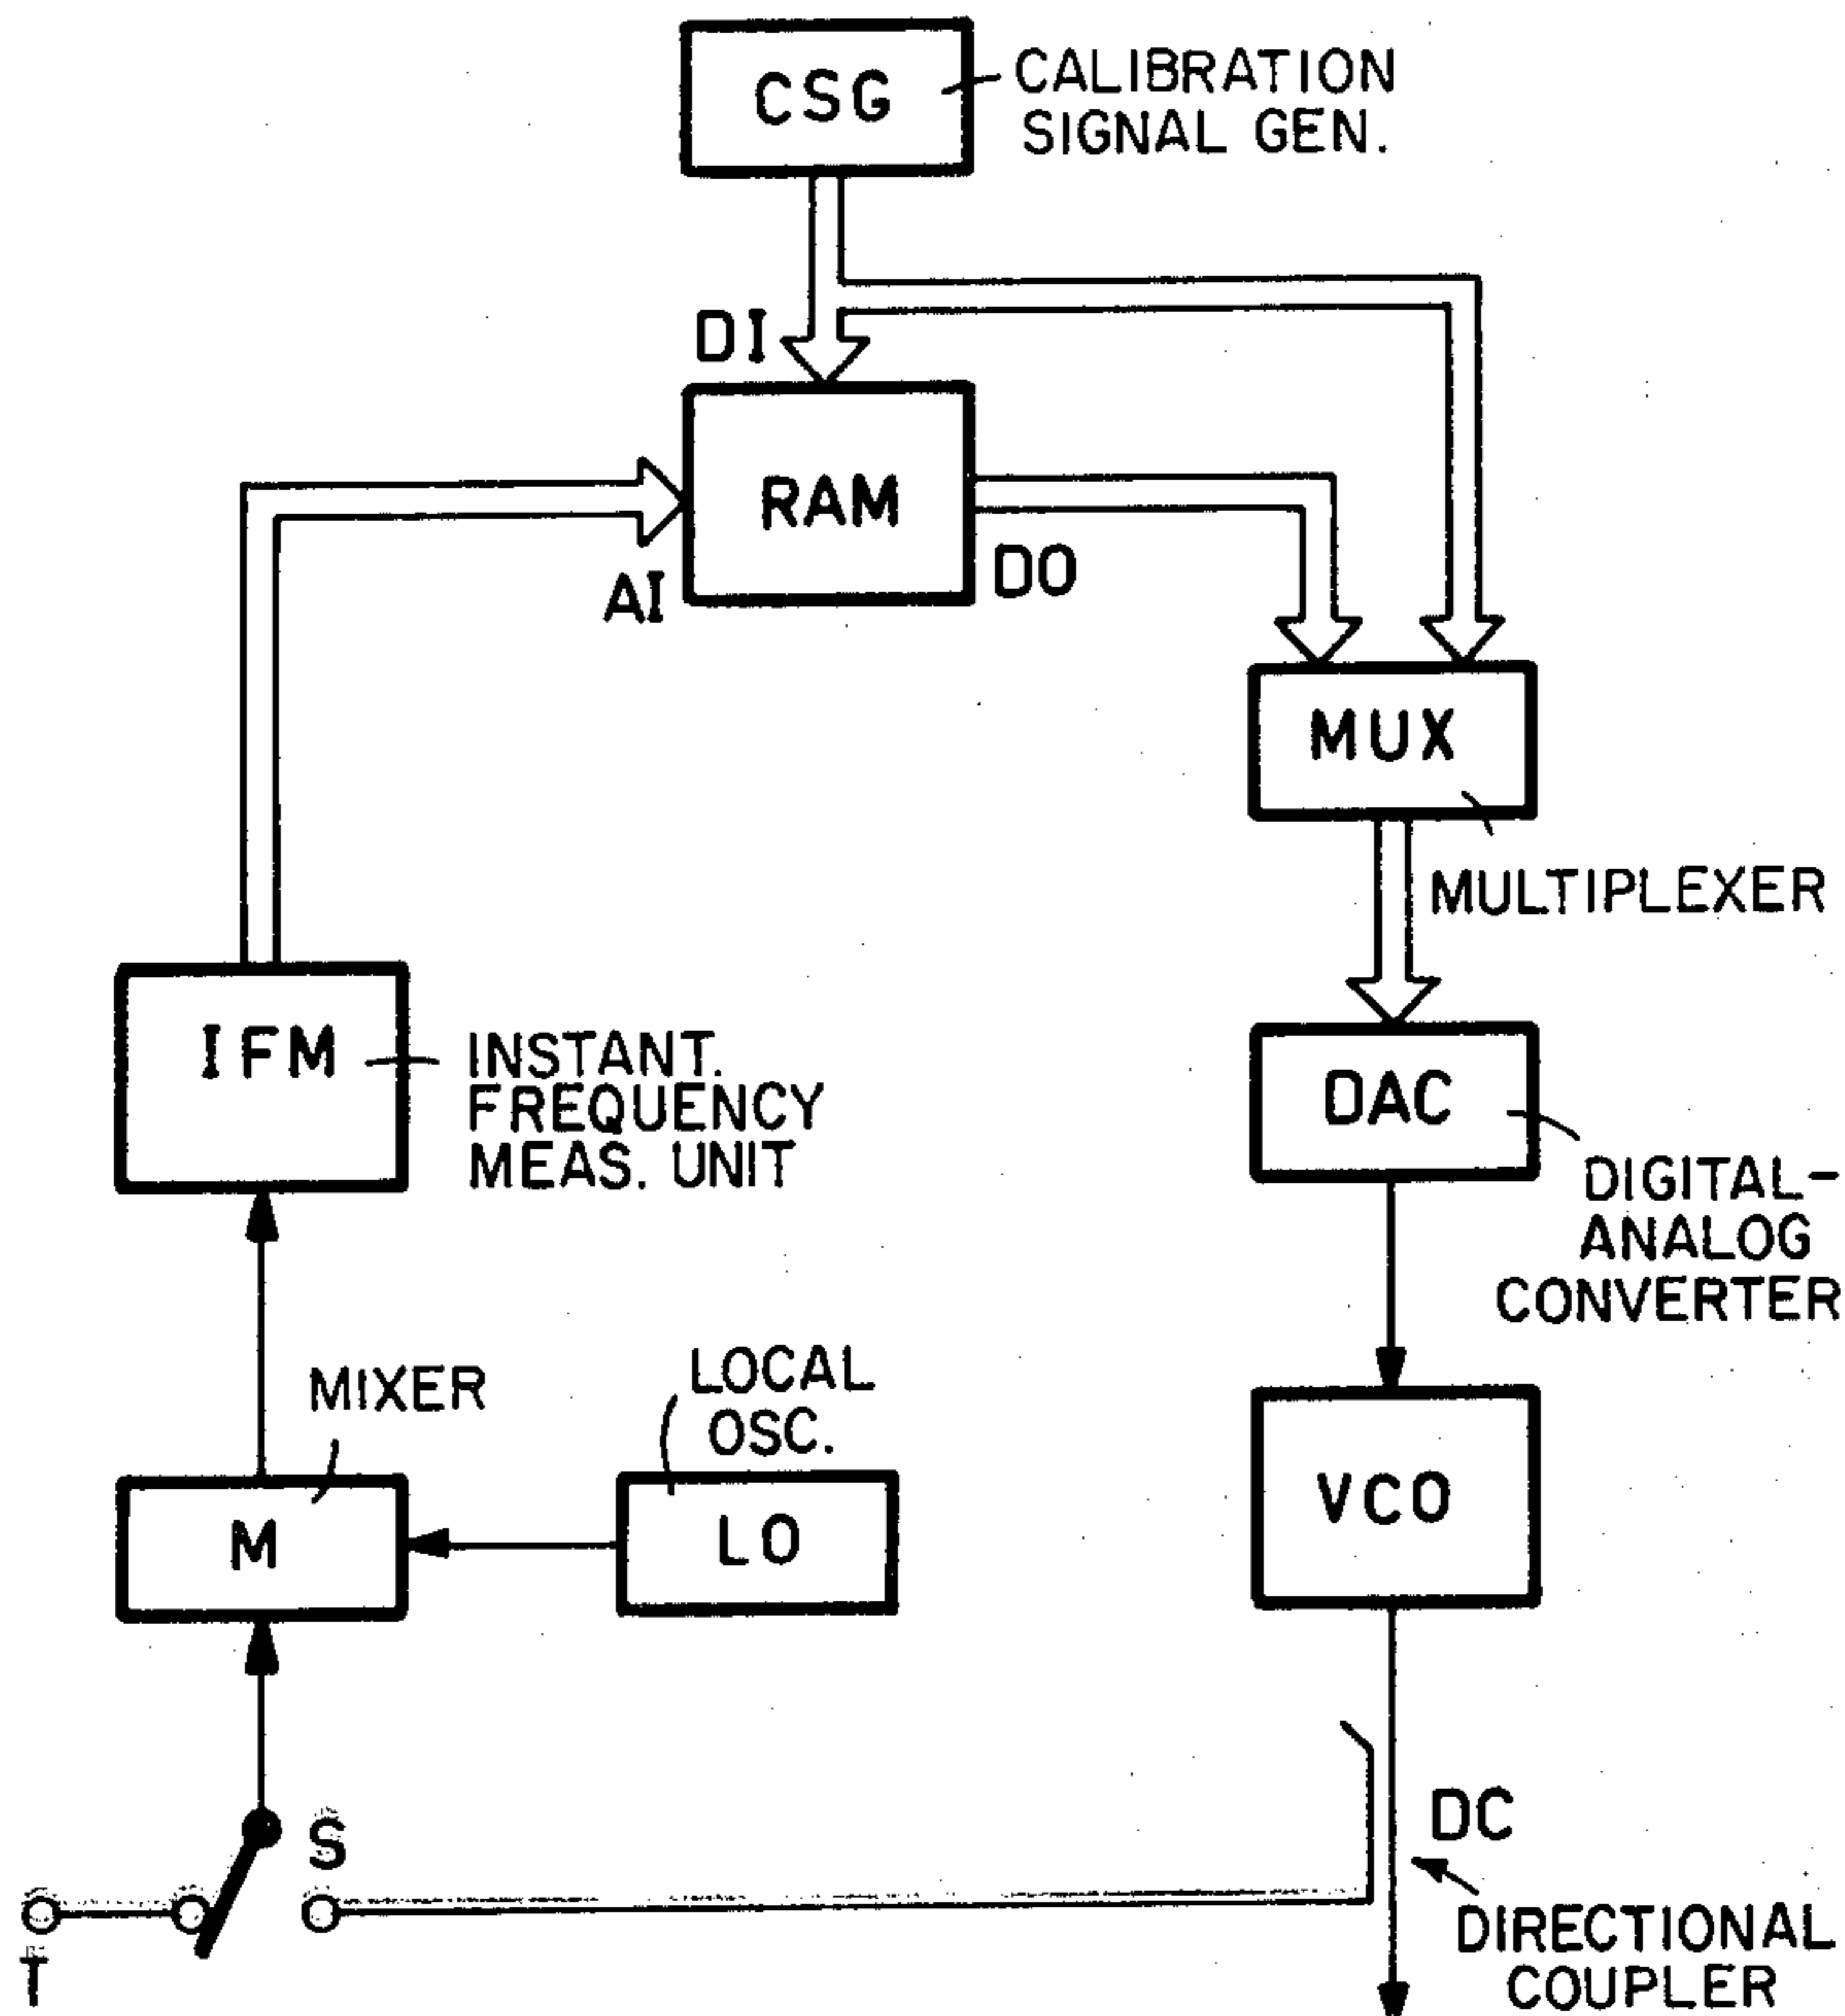 CSG
CALIBRATION
SIGNAL GEN.
DI
RAM
AI
DO
MUX
MULTIPLEXER
IFM
INSTANT.
FREQUENCY
MEAS. UNIT
DAC
DIGITAL-
ANALOG
CONVERTER
MIXER
LOCAL
OSC.
M
LO
VCO
S
T
DC
DIRECTIONAL
COUPLER